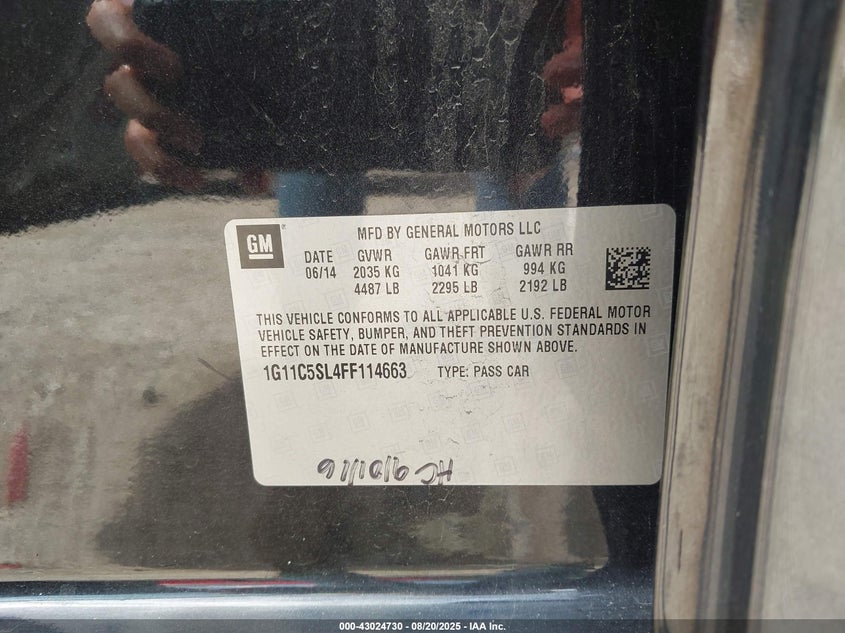 GM
MFD BY GENERAL MOTORS LLC
DATE GVWR GAWR FRT GAWR RR
06/14 2035 KG 1041 KG 994 KG
4487 LB 2295 LB 2192 LB
THIS VEHICLE CONFORMS TO ALL APPLICABLE U.S. FEDERAL MOTOR
VEHICLE SAFETY, BUMPER, AND THEFT PREVENTION STANDARDS IN
EFFECT ON THE DATE OF MANUFACTURE SHOWN ABOVE.
1G11C5SL4FF114663 TYPE: PASS CAR
000-43024730 - 08/20/2025 - IAA Inc.